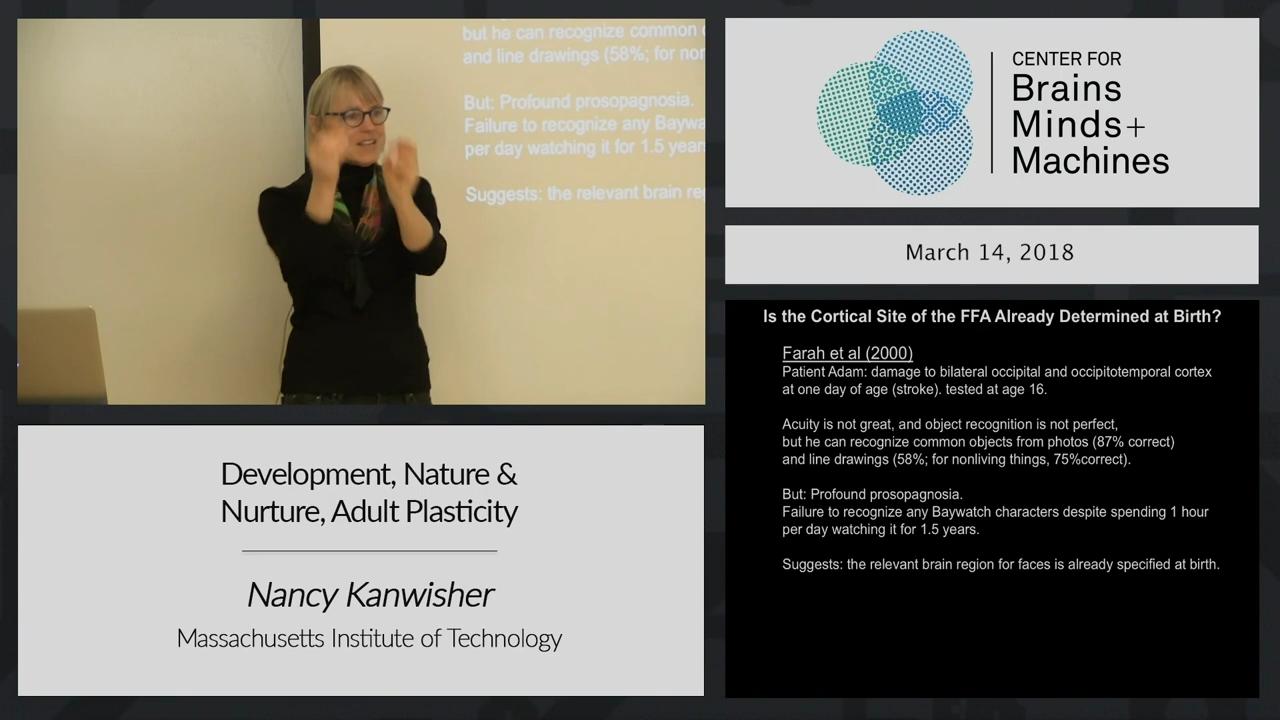 but he can recognize common
and line drawings (58%; for non
But: Profound prosopagnosia.
Failure to recognize any Baywa
per day watching it for 1.5 years
Suggests: the relevant brain reg
CENTER FOR
Brains
Minds+
Machines
March 14, 2018
Is the Cortical Site of the FFA Already Determined at Birth?
Farah et al (2000)
Patient Adam: damage to bilateral occipital and occipitotemporal cortex
at one day of age (stroke). tested at age 16.
Acuity is not great, and object recognition is not perfect,
but he can recognize common objects from photos (87% correct)
and line drawings (58%; for nonliving things, 75%correct).
But: Profound prosopagnosia.
Failure to recognize any Baywatch characters despite spending 1 hour
per day watching it for 1.5 years.
Suggests: the relevant brain region for faces is already specified at birth.
Development, Nature &
Nurture, Adult Plasticity
Nancy Kanwisher
Massachusetts Institute of Technology